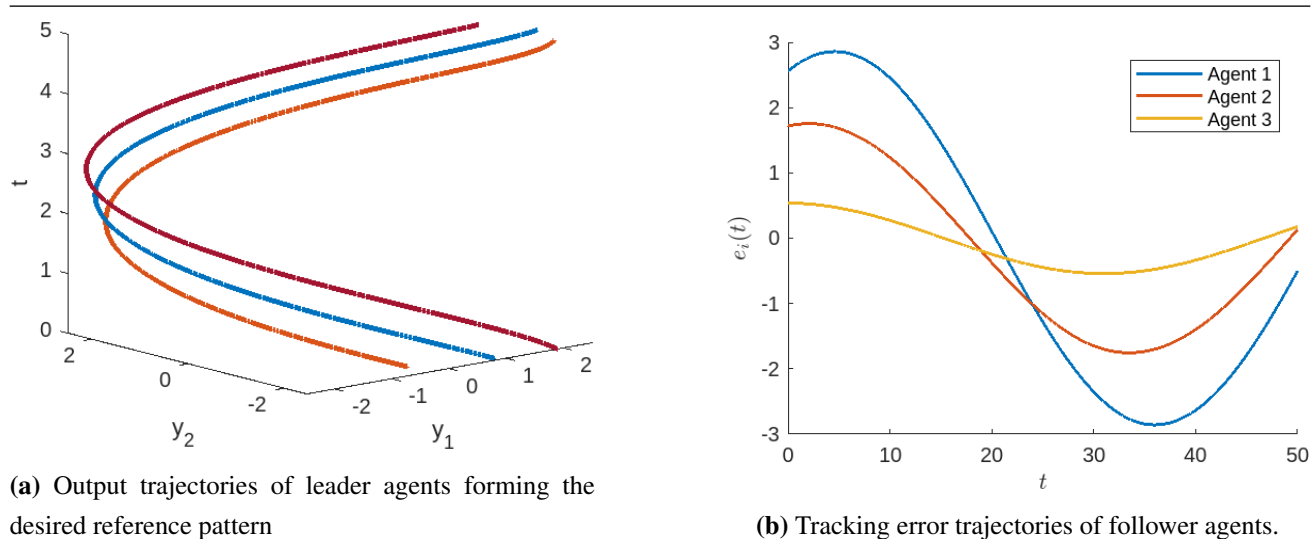 5
4
3
2
1
0
t
2
0
-2
y2
-2
-1
0
1
2
y1
(a) Output trajectories of leader agents forming the
desired reference pattern
3
2
1
0
-1
-2
-3
ei(t)
Agent 1
Agent 2
Agent 3
0 10 20 30 40 50
t
(b) Tracking error trajectories of follower agents.